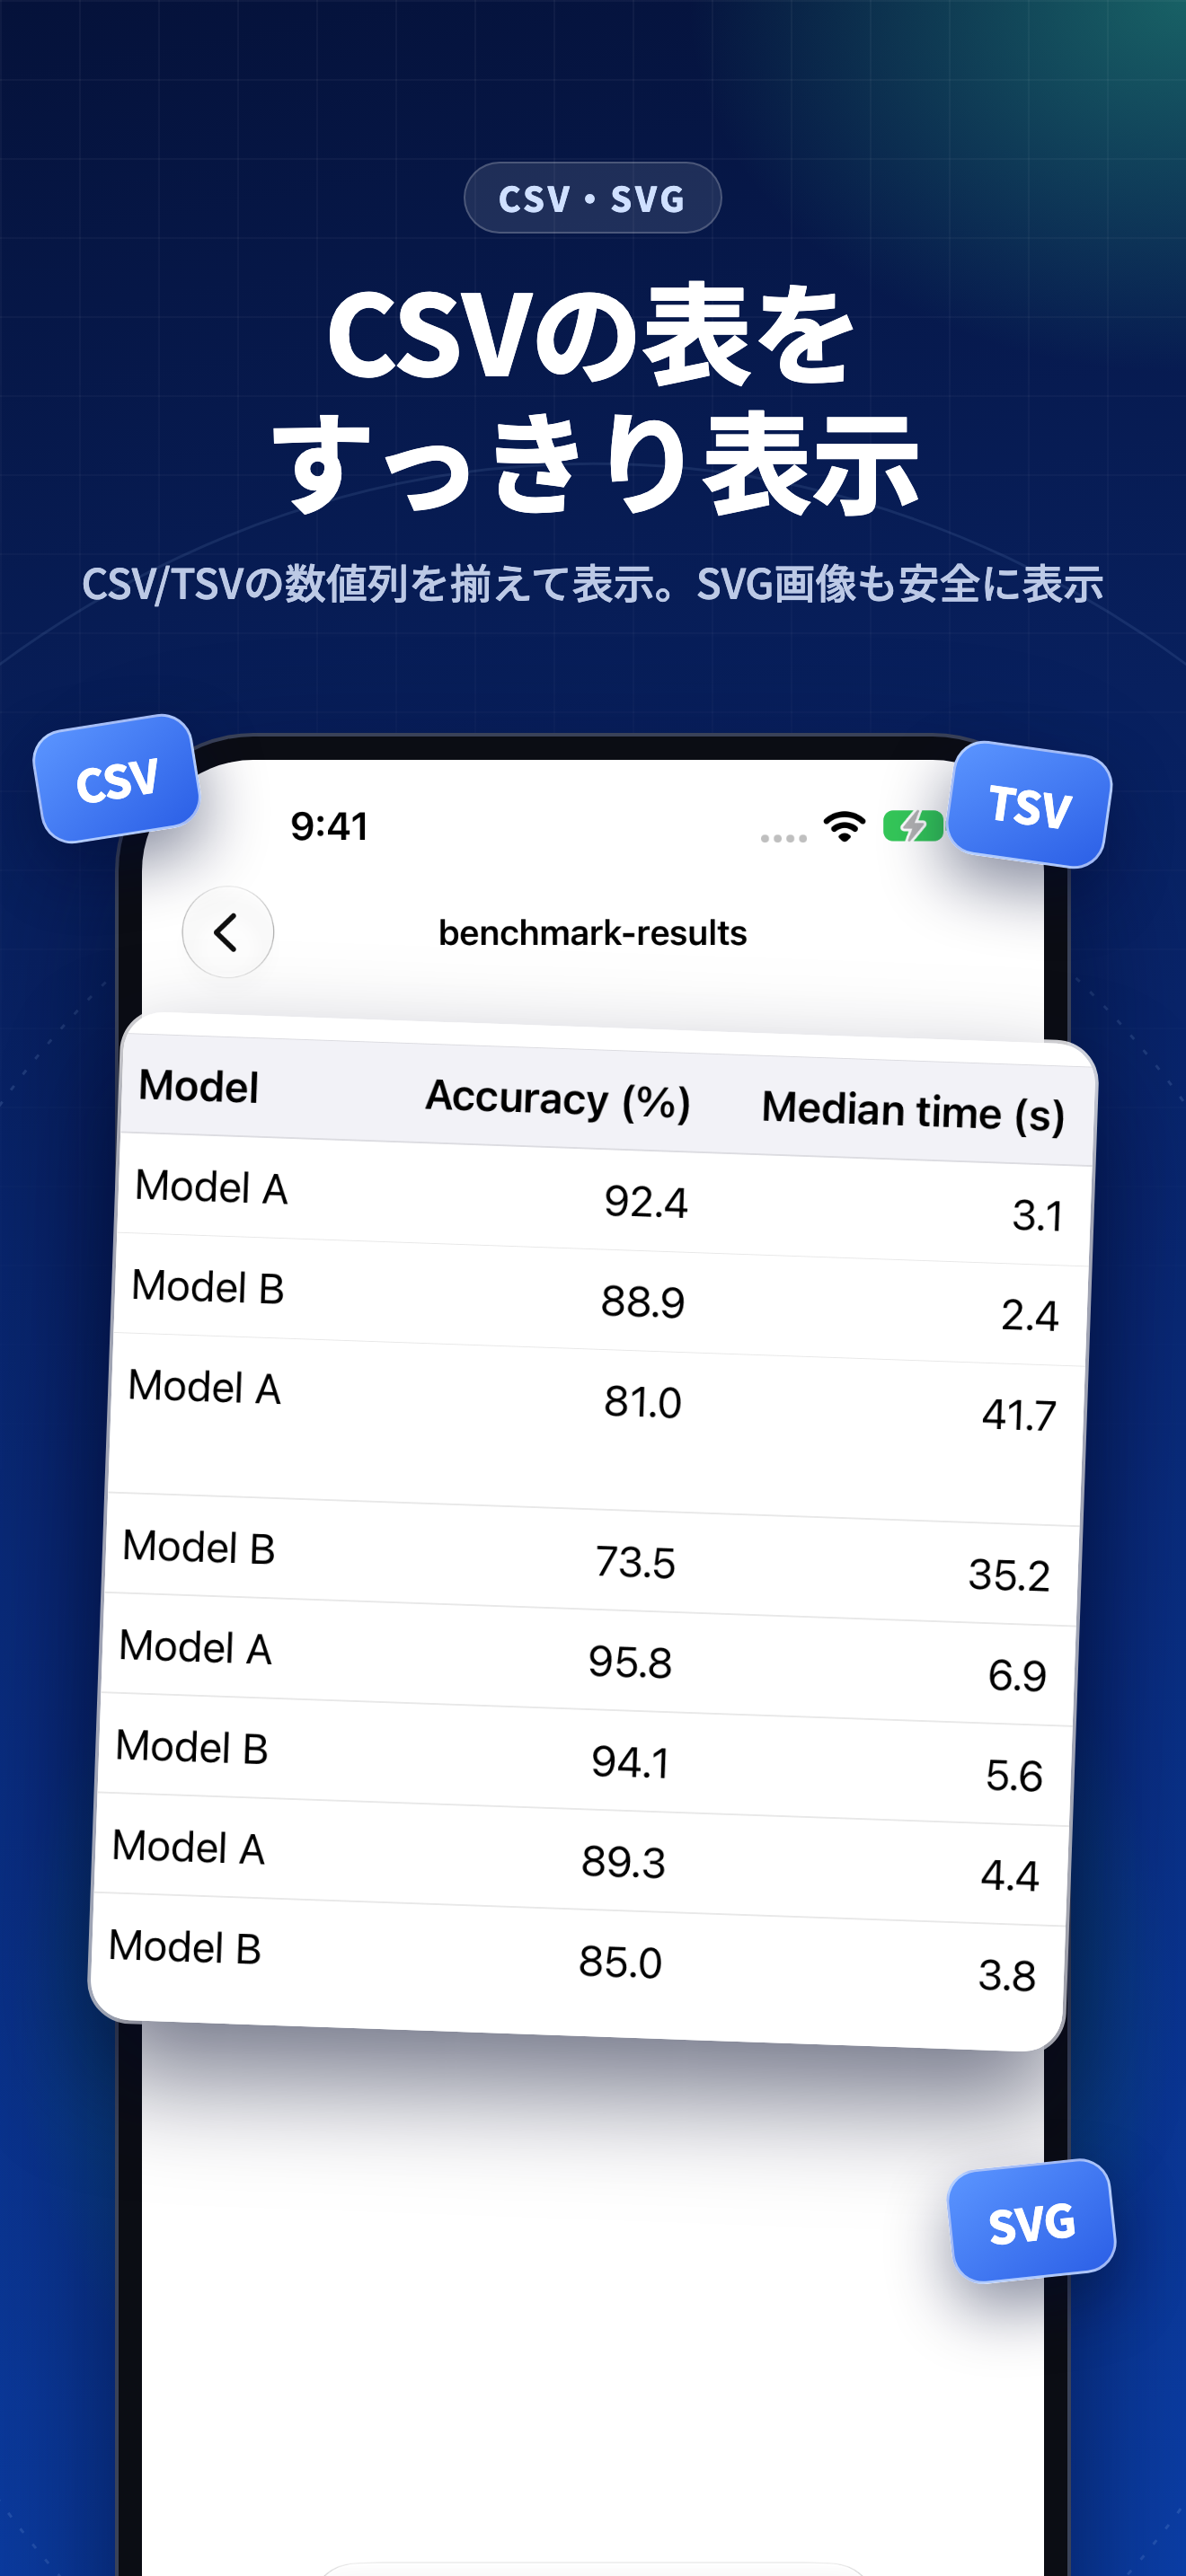 CSV・SVG
CSVの表を
すっきり表示
CSV/TSVの数値列を揃えて表示。SVG画像も安全に表示
CSV
TSV
9:41
benchmark-results
Model Accuracy (%) Median time (s)
Model A 92.4 3.1
Model B 88.9 2.4
Model A 81.0 41.7
Model B 73.5 35.2
Model A 95.8 6.9
Model B 94.1 5.6
Model A 89.3 4.4
Model B 85.0 3.8
SVG